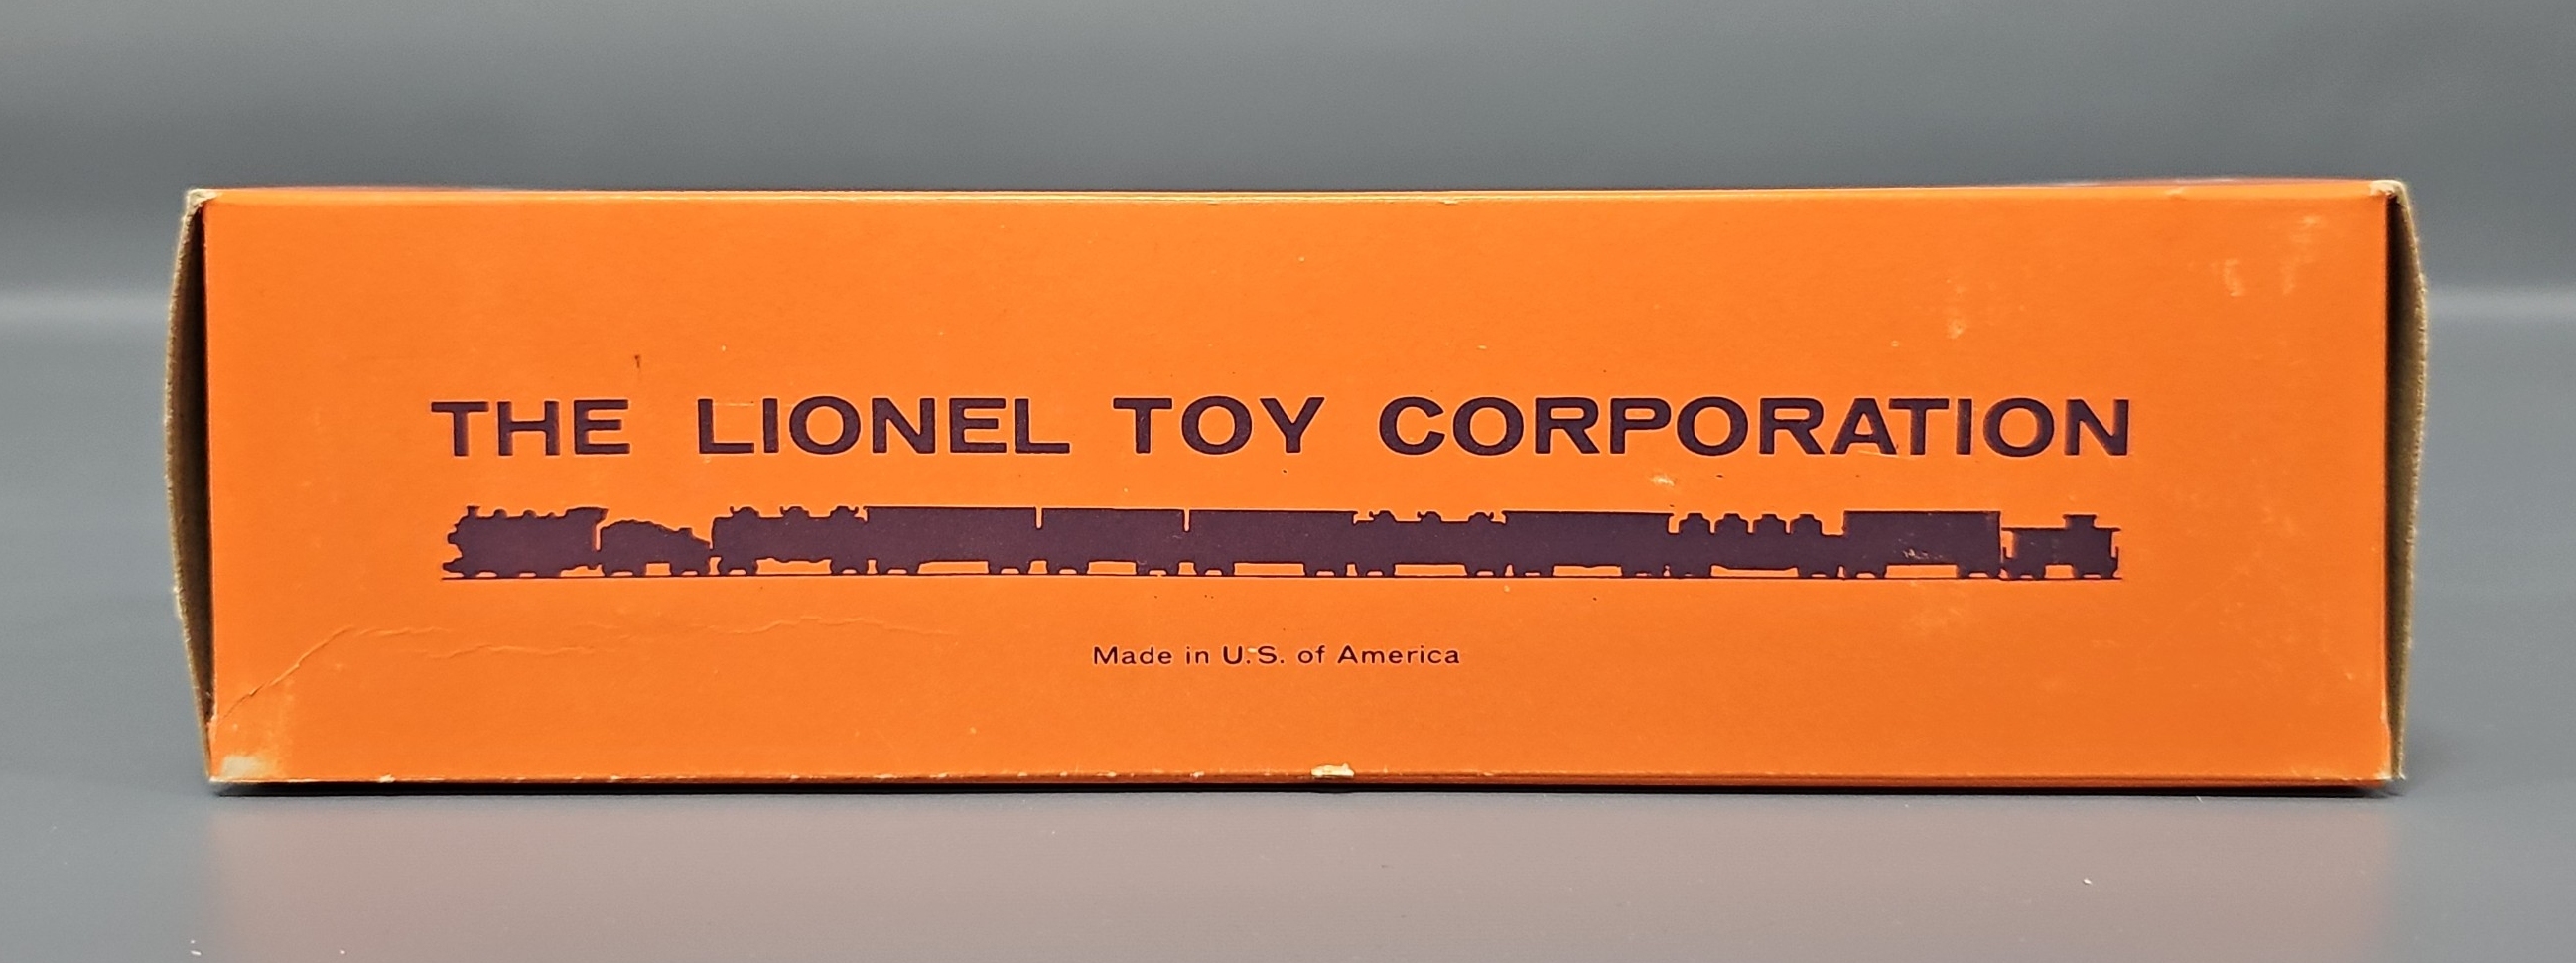 THE LIONEL TOY CORPORATION
Made in U.S. of America